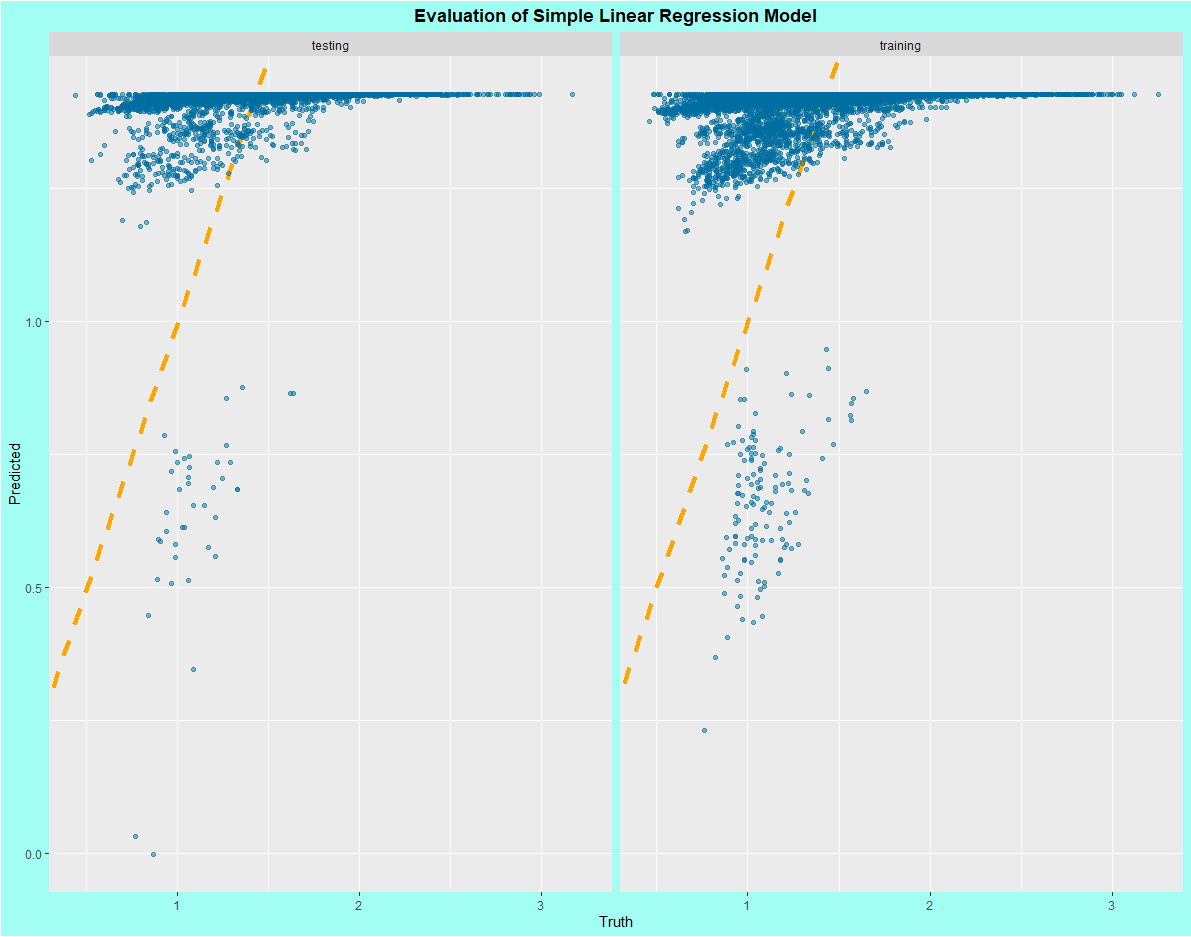 Evaluation of Simple Linear Regression Model
testing
training
Predicted
1.0
0.5
0.0
1
2
3
1
2
3
Truth